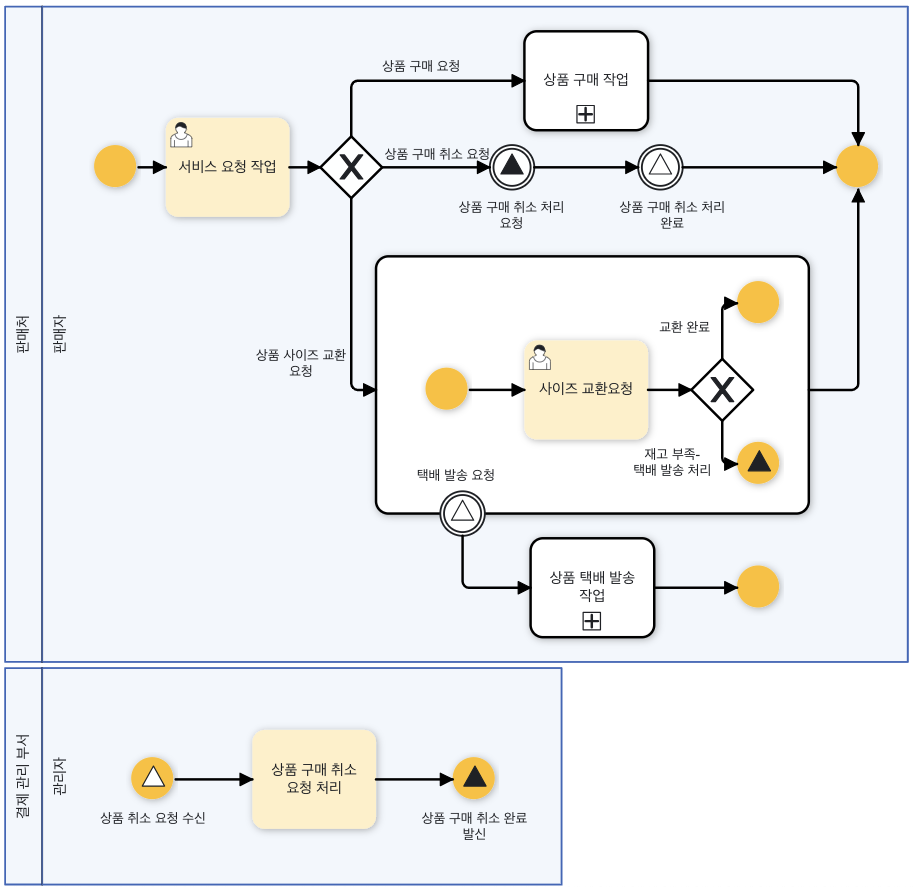 판매처
판매자
상품 구매 요청
상품 구매 작업
서비스 요청 작업
상품 구매 취소 요청
상품 구매 취소 처리
요청
상품 구매 취소 처리
완료
상품 사이즈 교환
요청
사이즈 교환요청
교환 완료
재고 부족-
택배 발송 처리
택배 발송 요청
상품 택배 발송
작업
결제 관리 부서
관리자
상품 취소 요청 수신
상품 구매 취소
요청 처리
상품 구매 취소 완료
발신